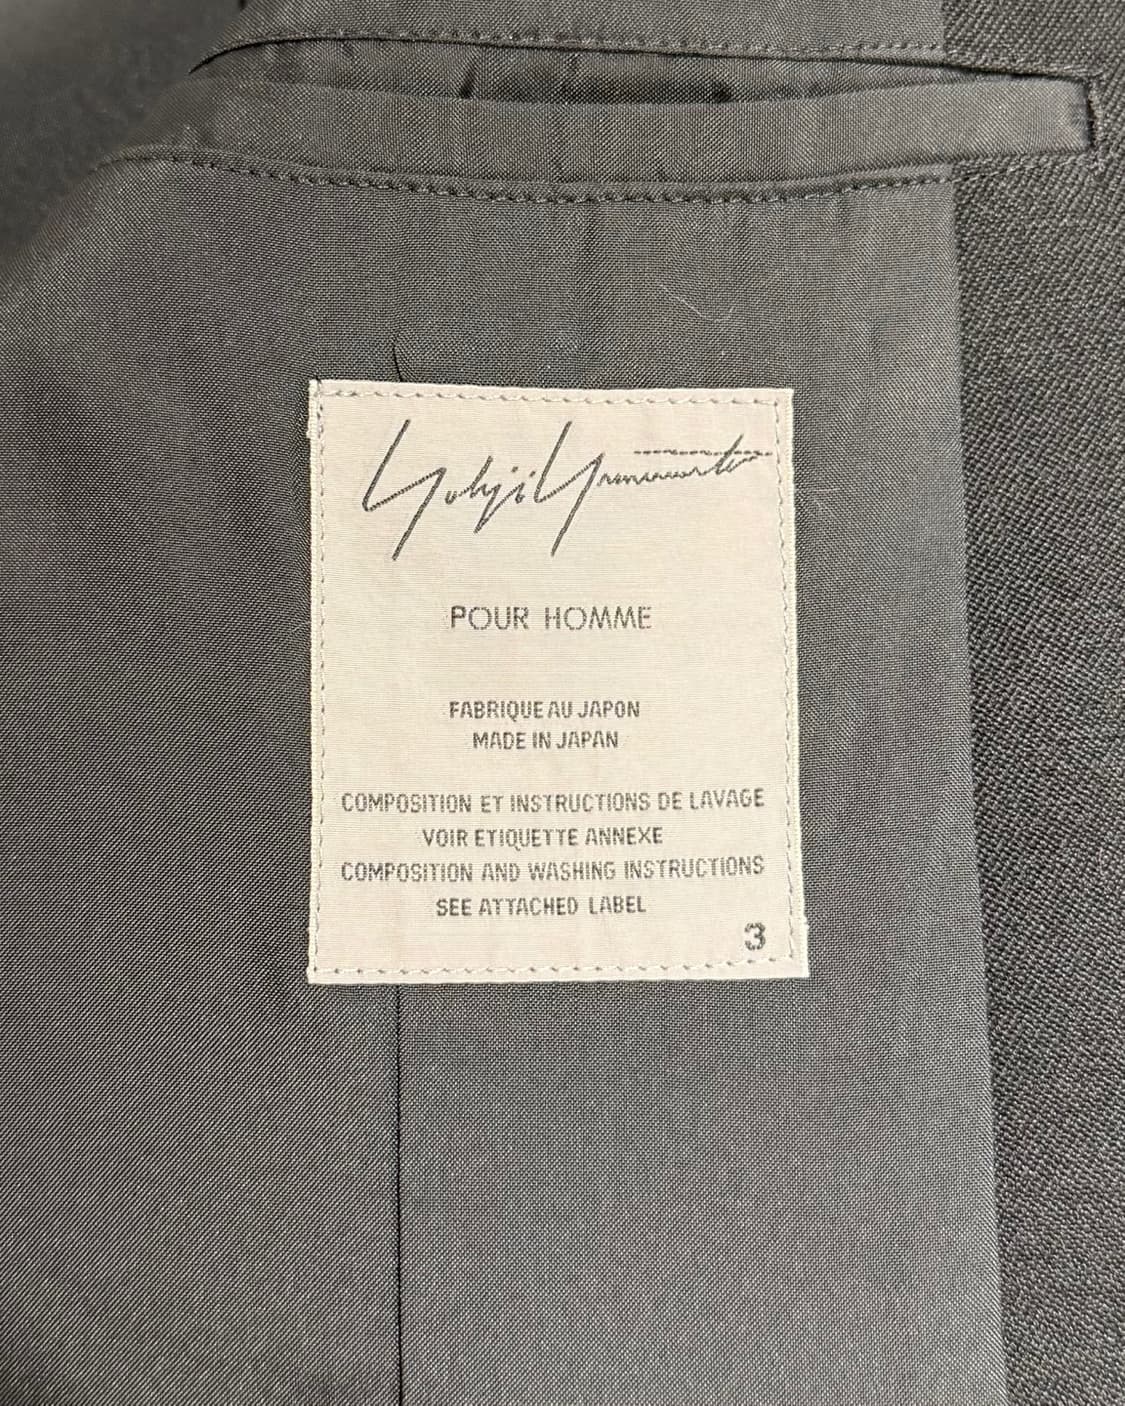 Yohji Yamamoto
POUR HOMME
FABRIQUE AU JAPON
MADE IN JAPAN
COMPOSITION ET INSTRUCTIONS DE LAVAGE
VOIR ETIQUETTE ANNEXE
COMPOSITION AND WASHING INSTRUCTIONS
SEE ATTACHED LABEL
3